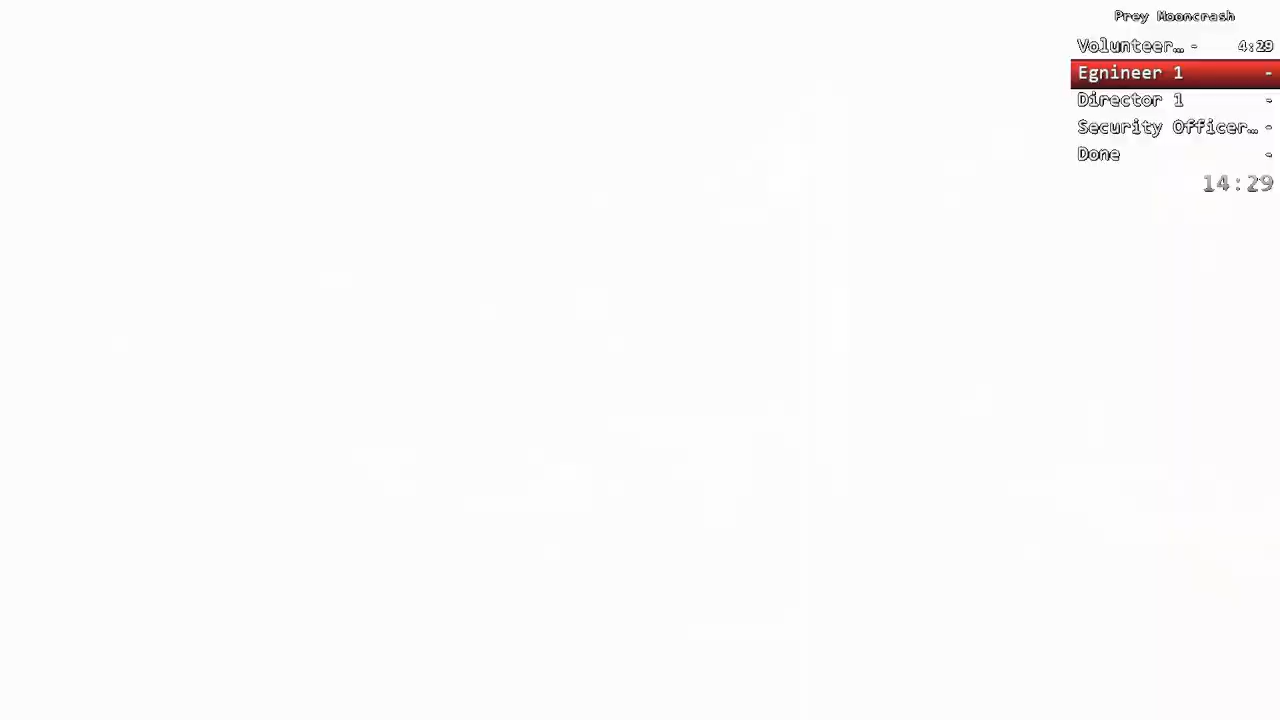 Prey Mooncrash
Volunteer… - 4:29
Egnineer 1 -
Director 1 -
Security Officer… -
Done -
14:29